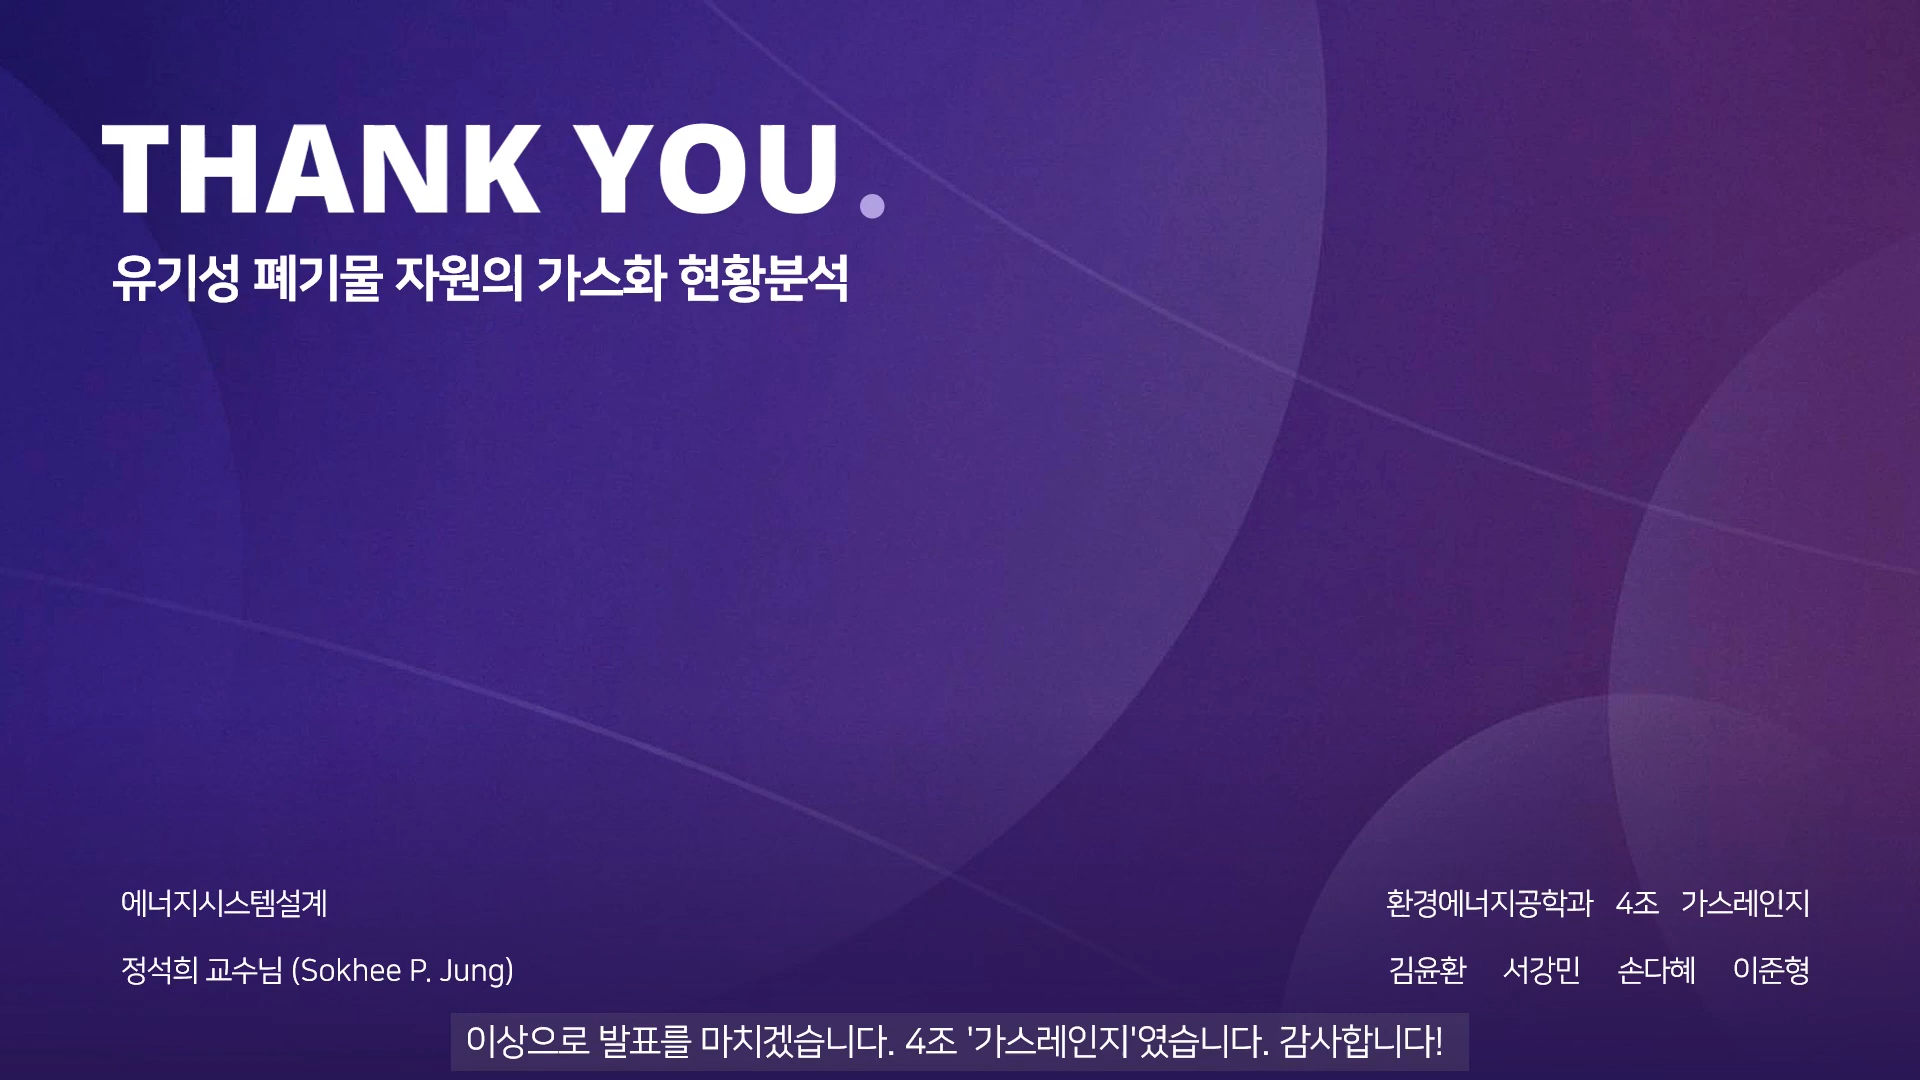 THANK YOU.
유기성 폐기물 자원의 가스화 현황분석
에너지시스템설계
정석희 교수님 (Sokhee P. Jung)
환경에너지공학과 4조 가스레인지
김윤환 서강민 손다혜 이준형
이상으로 발표를 마치겠습니다. 4조 '가스레인지'였습니다. 감사합니다!